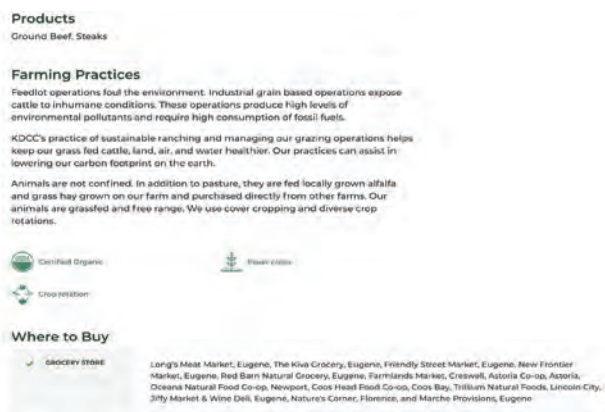 Products
Ground Beef, Steaks
Farming Practices
Feedlot operations foul the environment. Industrial grain based operations expose
cattle to inhumane conditions. These operations produce high levels of
environmental pollutants and require high consumption of fossil fuels.
KDCC's practice of sustainable ranching and managing our grazing operations helps
keep our grass fed cattle, land, air, and water healthier. Our practices can assist in
lowering our carbon footprint on the earth.
Animals are not confined. In addition to pasture, they are fed locally grown alfalfa
and grass hay grown on our farm and purchased directly from other farms. Our
animals are grassfed and free range. We use cover cropping and diverse crop
rotations.
Certified Organic
Crop rotation
Where to Buy
GROCERY STORE
Long's Meat Market, Eugene, The Kiva Grocery, Eugene, Friendly Street Market, Eugene, New Frontier
Market, Eugene, Red Barn Natural Grocery, Eugene, Farmlands Market, Creswell, Astoria Co-op, Astoria,
Oceana Natural Food Co-op, Newport, Coos Head Food Co-op, Coos Bay, Trillium Natural Foods, Lincoln City,
Jiffy Market & Wine Deli, Eugene, Nature's Corner, Florence, and Marche Provisions, Eugene